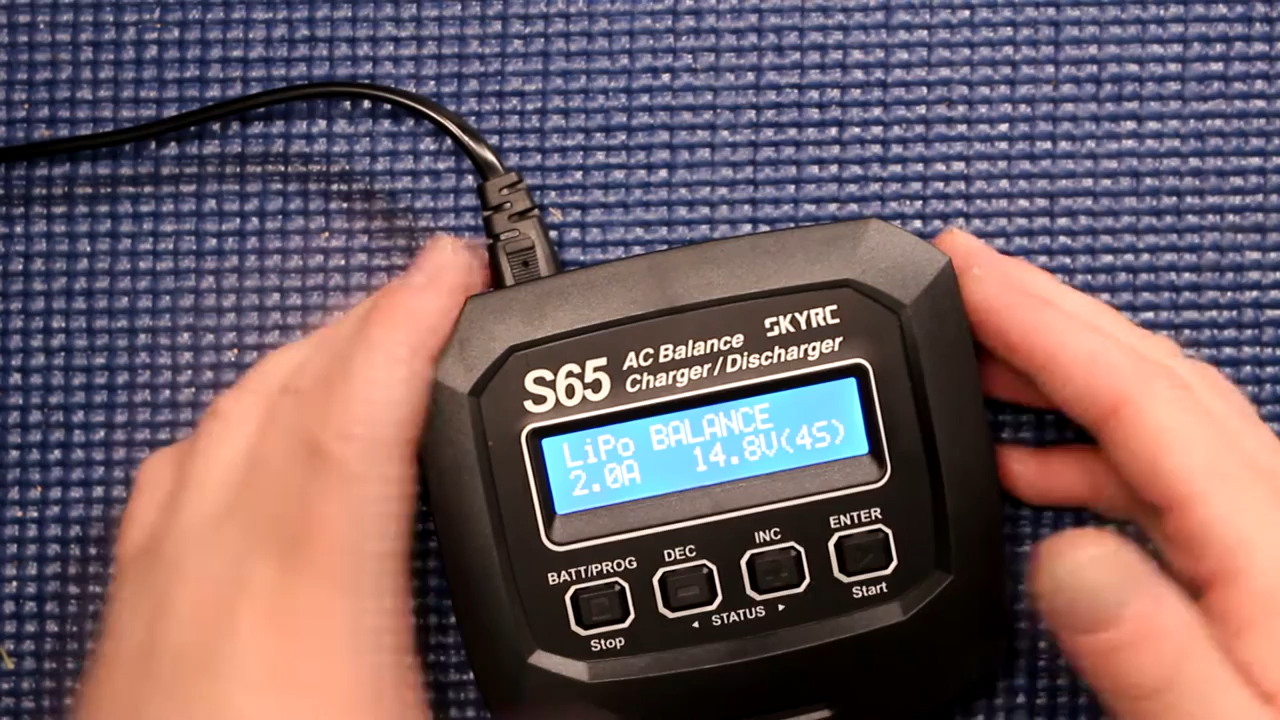 SKYRC
S65 AC Balance
Charger/Discharger
LiPo BALANCE
2.0A 14.8V(4S)
BATT/PROG DEC INC ENTER
◄ STATUS ►
Stop Start